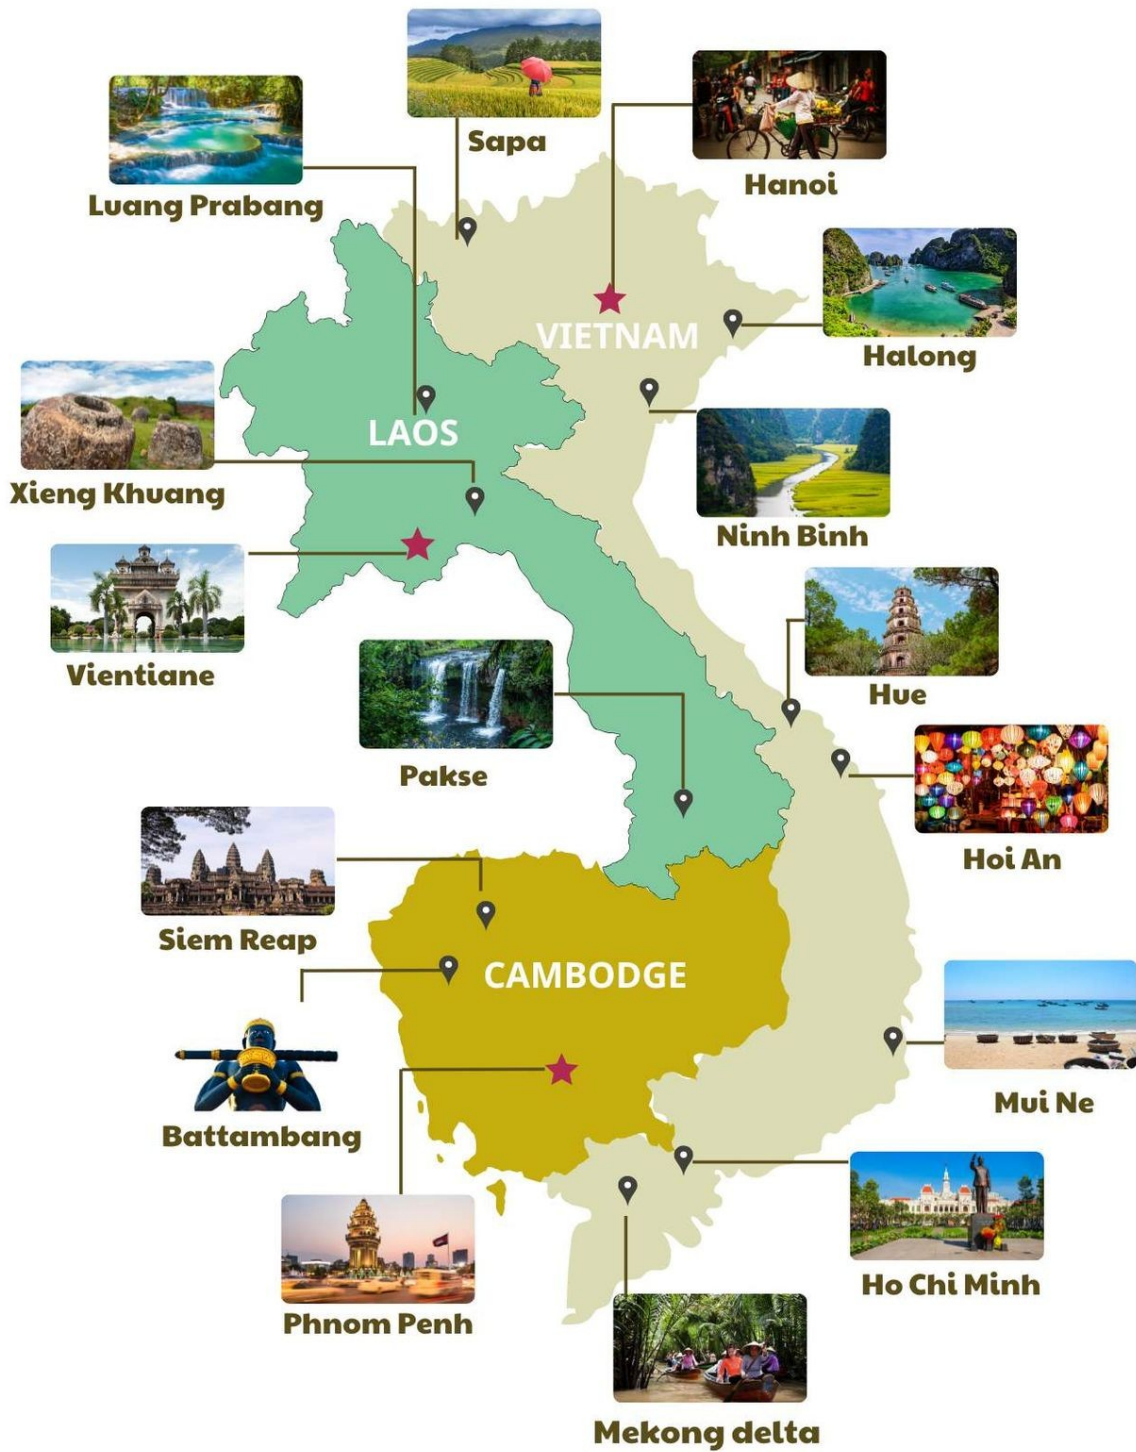 Sapa
Hanoi
Luang Prabang
Halong
VIETNAM
LAOS
Xieng Khuang
Ninh Binh
Vientiane
Hue
Pakse
Hoi An
Siem Reap
CAMBODGE
Mui Ne
Battambang
Ho Chi Minh
Phnom Penh
Mekong delta